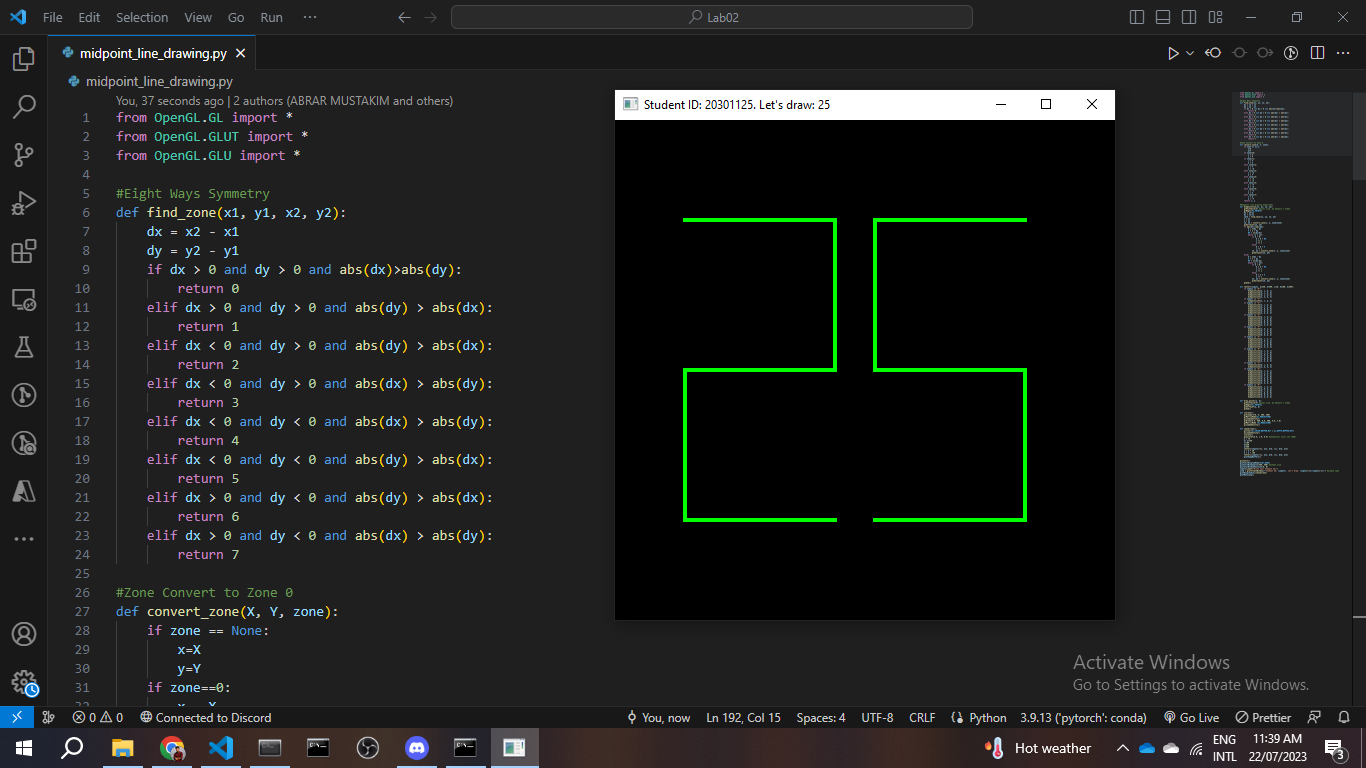 File Edit Selection View Go Run ··· Lab02
midpoint_line_drawing.py
midpoint_line_drawing.py
You, 37 seconds ago | 2 authors (ABRAR MUSTAKIM and others)
1 from OpenGL.GL import *
2 from OpenGL.GLUT import *
3 from OpenGL.GLU import *
4
5 #Eight Ways Symmetry
6 def find_zone(x1, y1, x2, y2):
7 dx = x2 - x1
8 dy = y2 - y1
9 if dx > 0 and dy > 0 and abs(dx)>abs(dy):
10 return 0
11 elif dx > 0 and dy > 0 and abs(dy) > abs(dx):
12 return 1
13 elif dx < 0 and dy > 0 and abs(dy) > abs(dx):
14 return 2
15 elif dx < 0 and dy > 0 and abs(dx) > abs(dy):
16 return 3
17 elif dx < 0 and dy < 0 and abs(dx) > abs(dy):
18 return 4
19 elif dx < 0 and dy < 0 and abs(dy) > abs(dx):
20 return 5
21 elif dx > 0 and dy < 0 and abs(dy) > abs(dx):
22 return 6
23 elif dx > 0 and dy < 0 and abs(dx) > abs(dy):
24 return 7
25
26 #Zone Convert to Zone 0
27 def convert_zone(X, Y, zone):
28 if zone == None:
29 x=X
30 y=Y
31 if zone==0:
Student ID: 20301125. Let's draw: 25
Activate Windows
Go to Settings to activate Windows.
0 0 Connected to Discord You, now Ln 192, Col 15 Spaces: 4 UTF-8 CRLF Python 3.9.13 ('pytorch': conda) Go Live Prettier
Hot weather ENG INTL 11:39 AM 22/07/2023 3